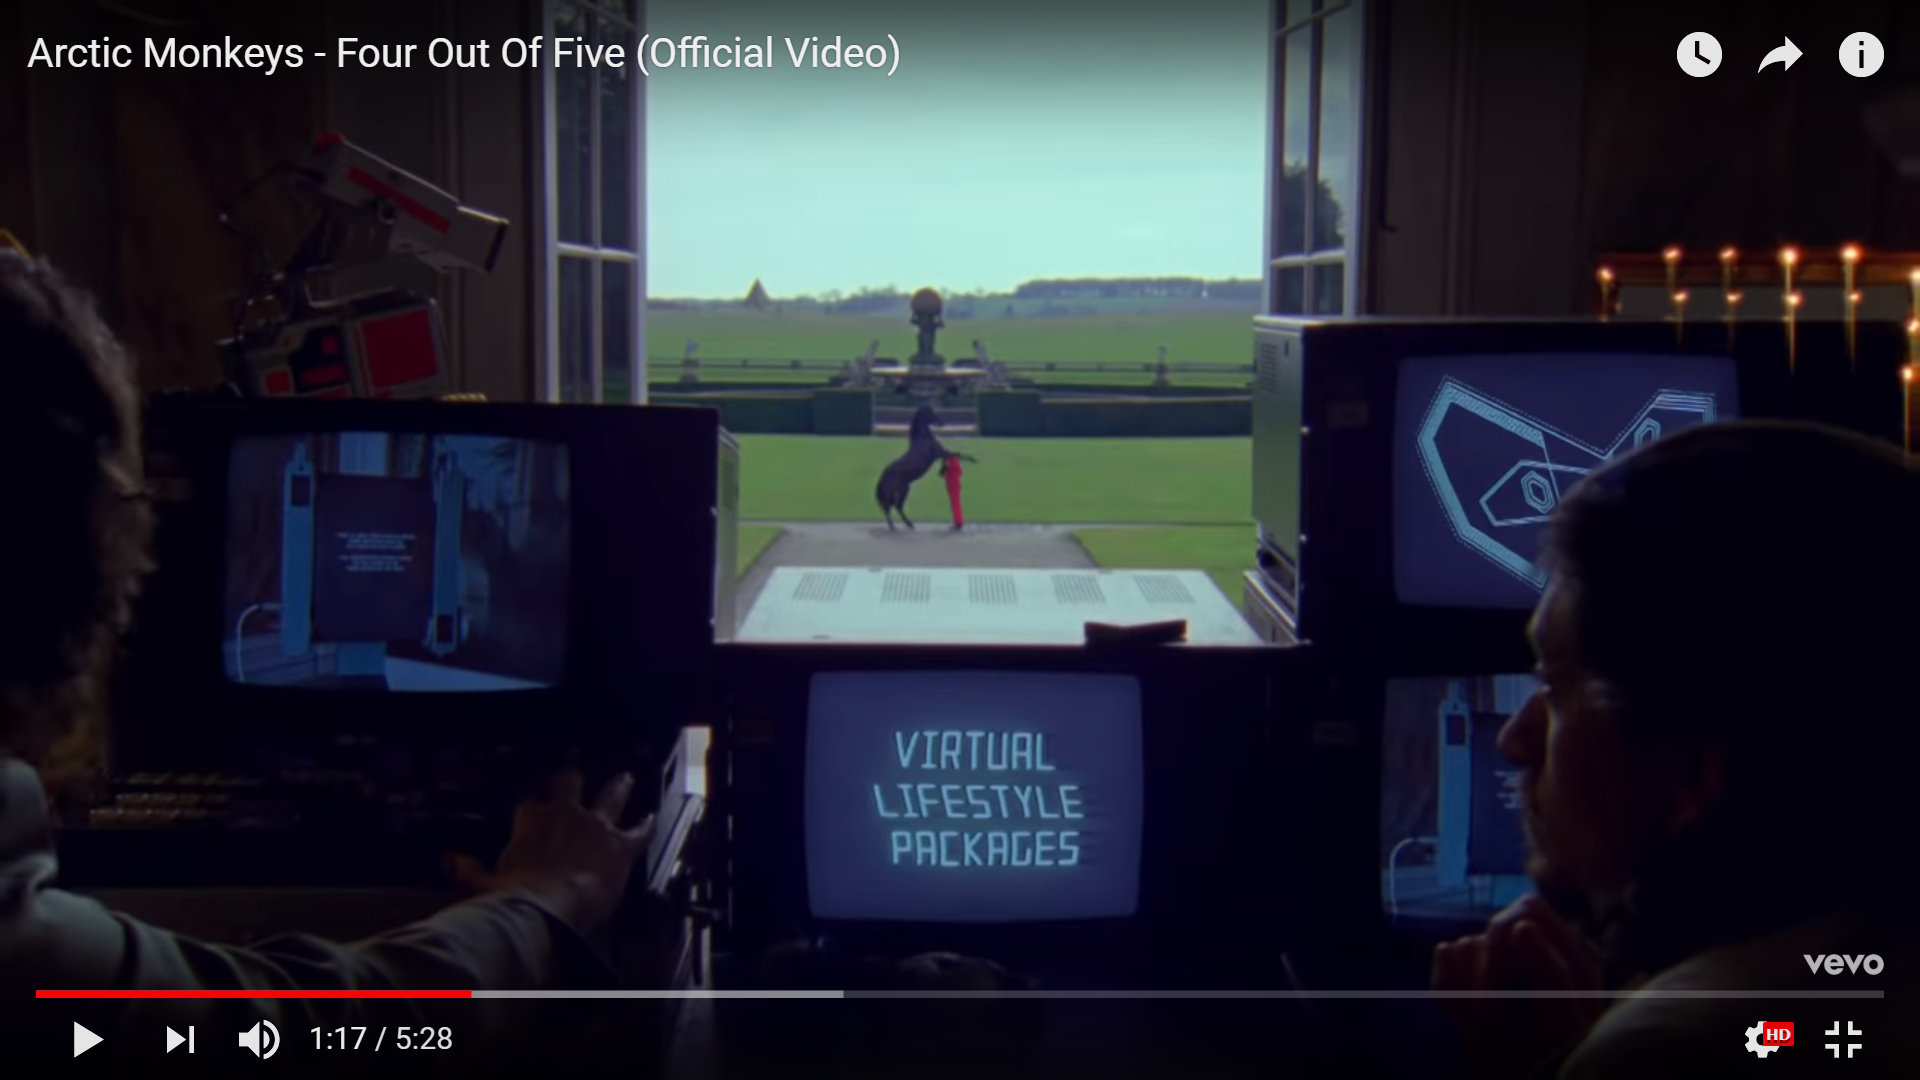 Arctic Monkeys - Four Out Of Five (Official Video)
VIRTUAL
LIFESTYLE
PACKAGES
vevo
1:17 / 5:28
HD